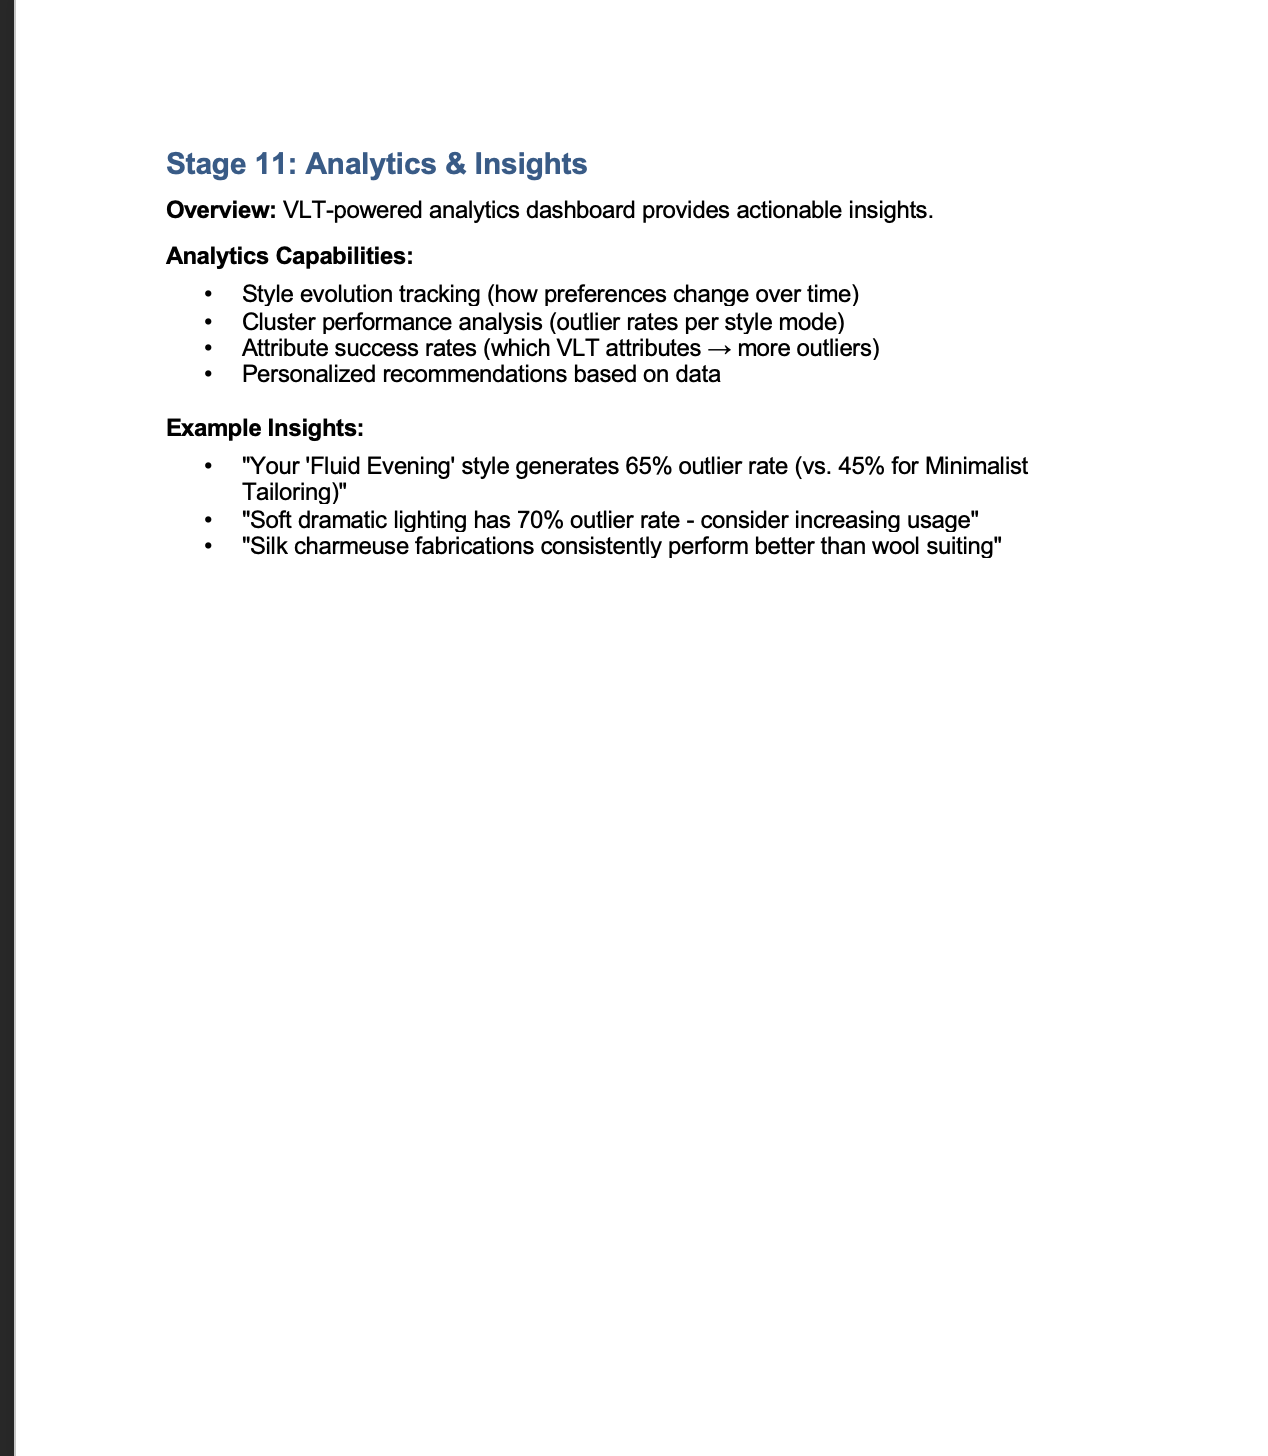 Stage 11: Analytics & Insights
Overview: VLT-powered analytics dashboard provides actionable insights.
Analytics Capabilities:
• Style evolution tracking (how preferences change over time)
• Cluster performance analysis (outlier rates per style mode)
• Attribute success rates (which VLT attributes → more outliers)
• Personalized recommendations based on data
Example Insights:
• "Your 'Fluid Evening' style generates 65% outlier rate (vs. 45% for Minimalist
Tailoring)"
• "Soft dramatic lighting has 70% outlier rate - consider increasing usage"
• "Silk charmeuse fabrications consistently perform better than wool suiting"